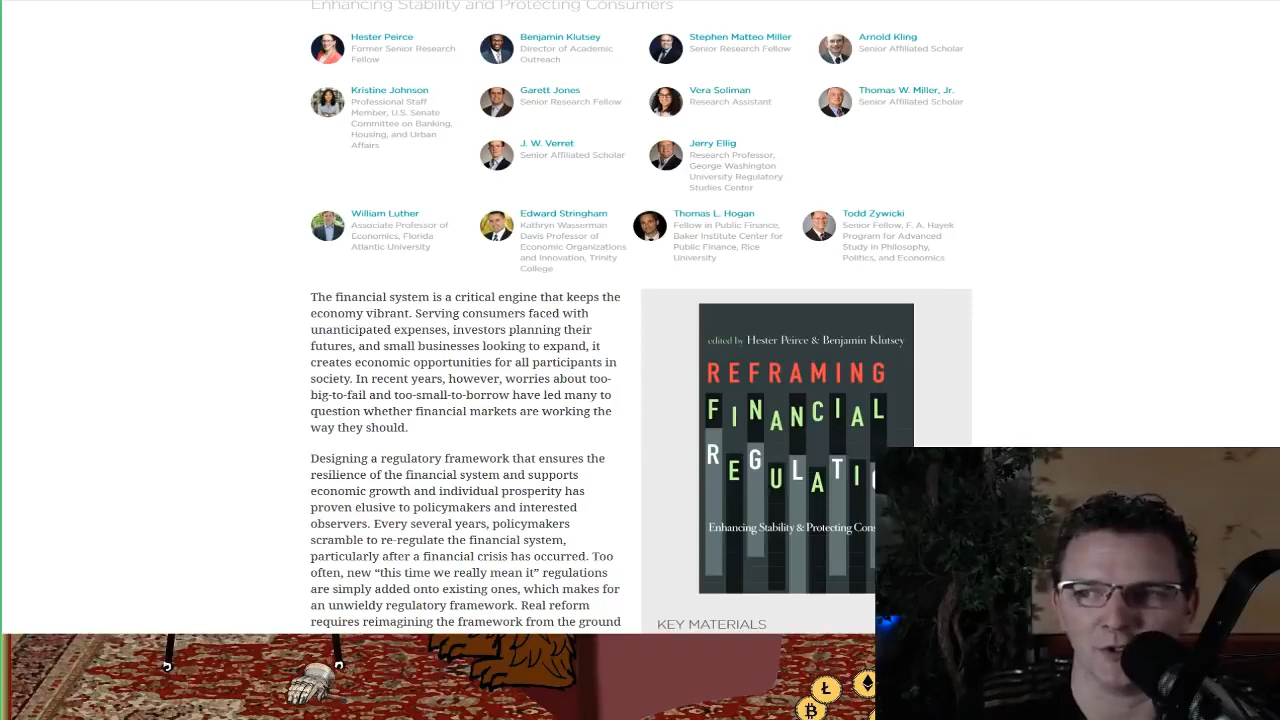 Enhancing Stability and Protecting Consumers
Hester Peirce
Former Senior Research
Fellow
Benjamin Klutsey
Director of Academic
Outreach
Stephen Matteo Miller
Senior Research Fellow
Arnold Kling
Senior Affiliated Scholar
Kristine Johnson
Professional Staff
Member, U.S. Senate
Committee on Banking,
Housing, and Urban
Affairs
Garett Jones
Senior Research Fellow
Vera Soliman
Research Assistant
Thomas W. Miller, Jr.
Senior Affiliated Scholar
J. W. Verret
Senior Affiliated Scholar
Jerry Ellig
Research Professor,
George Washington
University Regulatory
Studies Center
William Luther
Associate Professor of
Economics, Florida
Atlantic University
Edward Stringham
Kathryn Wasserman
Davis Professor of
Economic Organizations
and Innovation, Trinity
College
Thomas L. Hogan
Fellow in Public Finance,
Baker Institute Center for
Public Finance, Rice
University
Todd Zywicki
Senior Fellow, F. A. Hayek
Program for Advanced
Study in Philosophy,
Politics, and Economics
The financial system is a critical engine that keeps the
economy vibrant. Serving consumers faced with
unanticipated expenses, investors planning their
futures, and small businesses looking to expand, it
creates economic opportunities for all participants in
society. In recent years, however, worries about too-
big-to-fail and too-small-to-borrow have led many to
question whether financial markets are working the
way they should.
Designing a regulatory framework that ensures the
resilience of the financial system and supports
economic growth and individual prosperity has
proven elusive to policymakers and interested
observers. Every several years, policymakers
scramble to re-regulate the financial system,
particularly after a financial crisis has occurred. Too
often, new “this time we really mean it” regulations
are simply added onto existing ones, which makes for
an unwieldy regulatory framework. Real reform
requires reimagining the framework from the ground
edited by Hester Peirce & Benjamin Klutsey
REFRAMING
FINANCIAL
REGULATI
Enhancing Stability & Protecting Cons
KEY MATERIALS